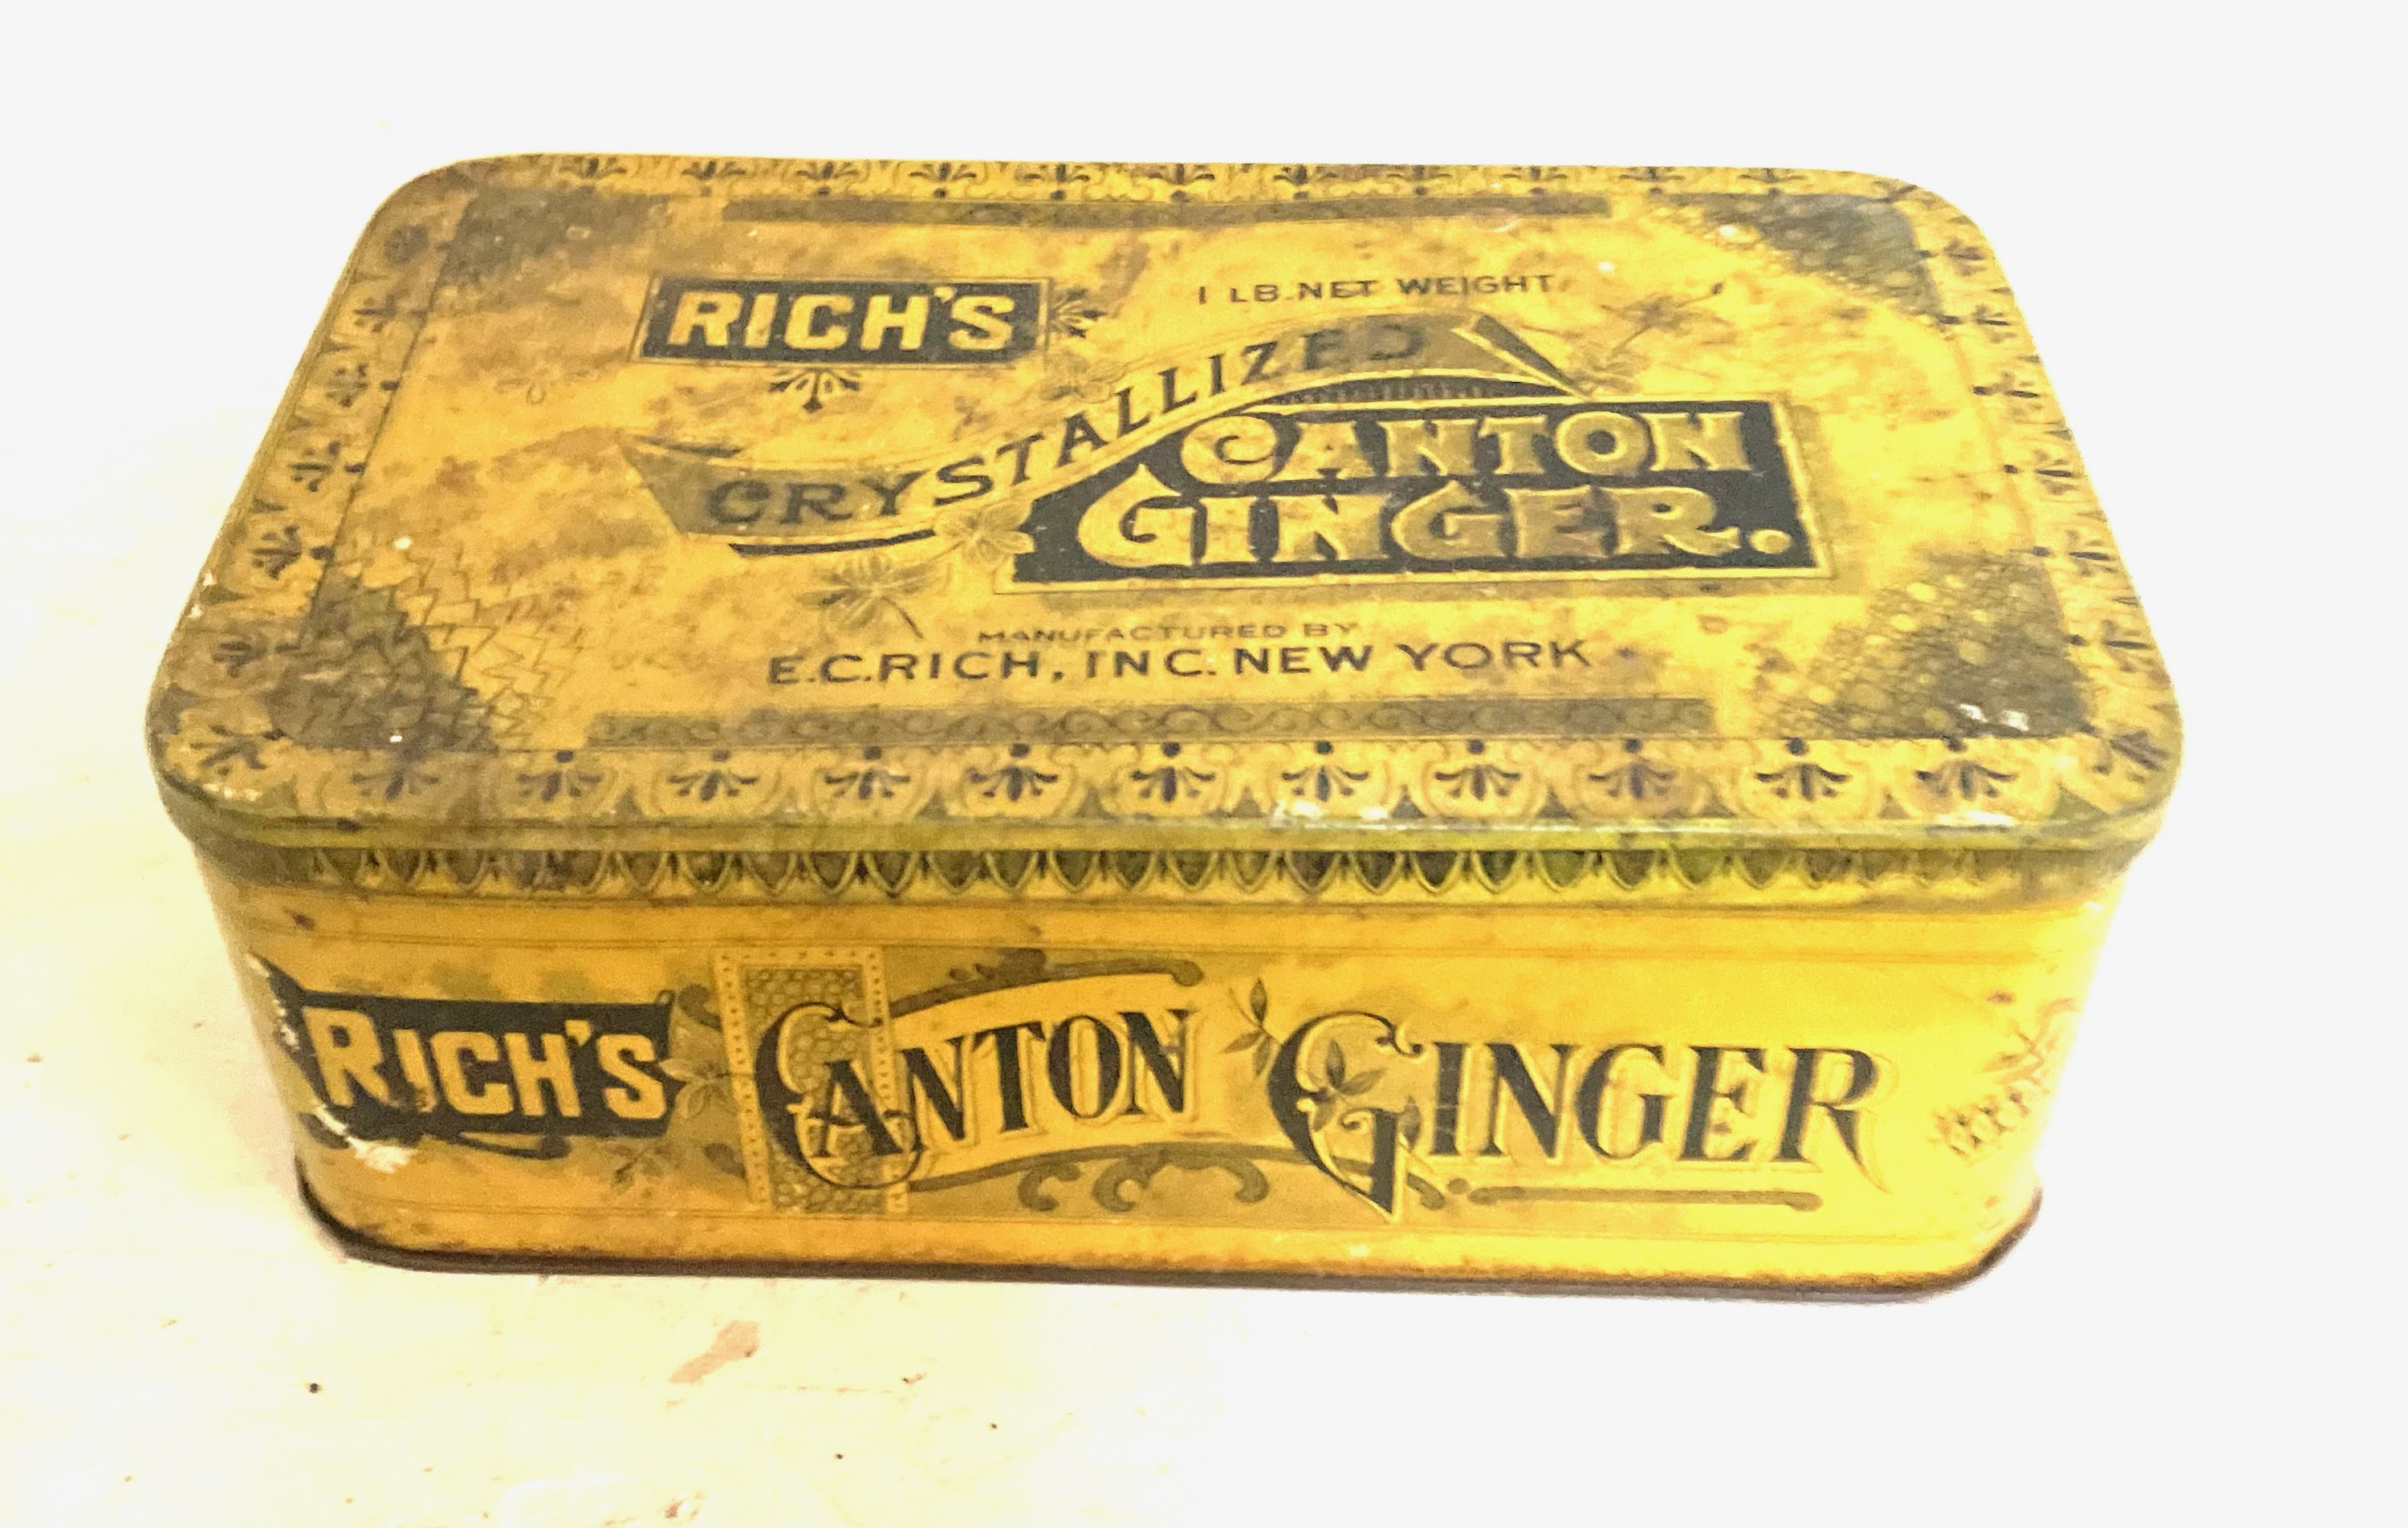 RICH'S
1 LB. NET WEIGHT
CRYSTALLIZED
CANTON
GINGER.
MANUFACTURED BY
E.C.RICH, INC. NEW YORK
RICH'S CANTON GINGER